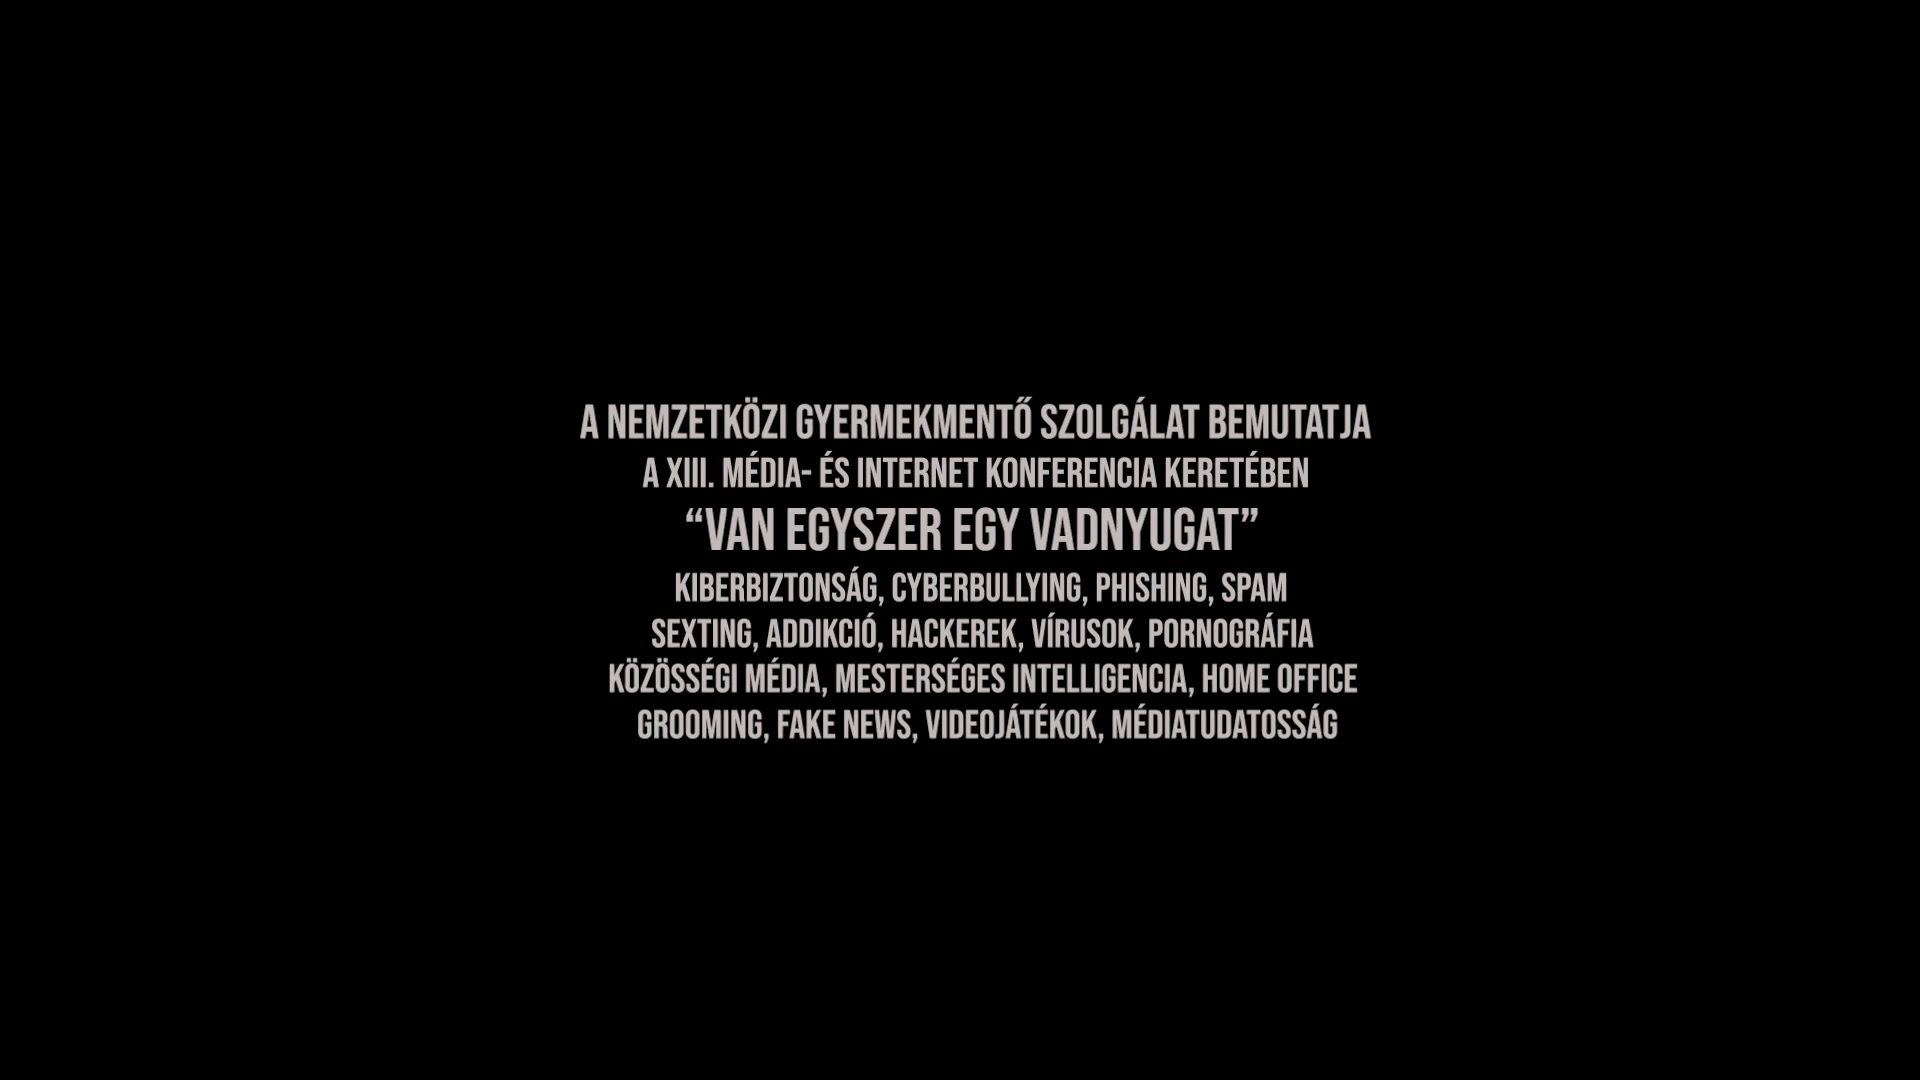 A NEMZETKÖZI GYERMEKMENTŐ SZOLGÁLAT BEMUTATJA
A XIII. MÉDIA- ÉS INTERNET KONFERENCIA KERETÉBEN
“VAN EGYSZER EGY VADNYUGAT”
KIBERBIZTONSÁG, CYBERBULLYING, PHISHING, SPAM
SEXTING, ADDIKCIÓ, HACKEREK, VÍRUSOK, PORNOGRÁFIA
KÖZÖSSÉGI MÉDIA, MESTERSÉGES INTELLIGENCIA, HOME OFFICE
GROOMING, FAKE NEWS, VIDEOJÁTÉKOK, MÉDIATUDATOSSÁG